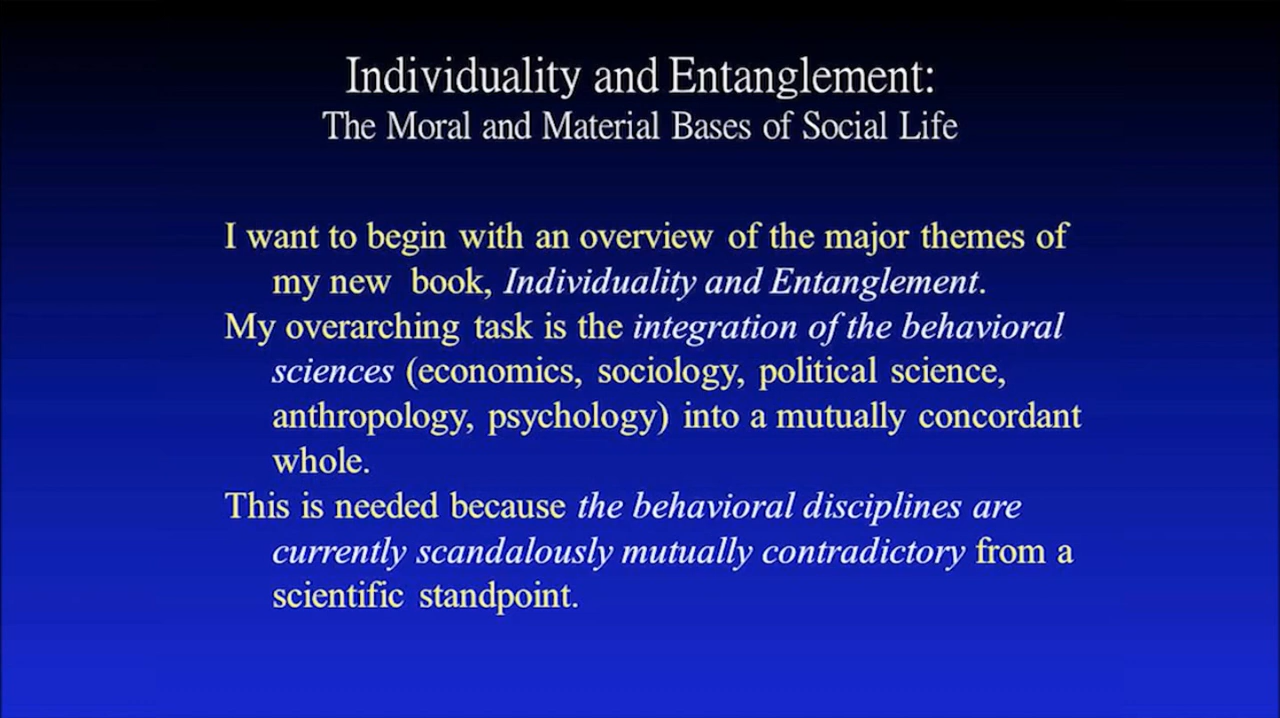 Individuality and Entanglement:
The Moral and Material Bases of Social Life
I want to begin with an overview of the major themes of
my new book, Individuality and Entanglement.
My overarching task is the integration of the behavioral
sciences (economics, sociology, political science,
anthropology, psychology) into a mutually concordant
whole.
This is needed because the behavioral disciplines are
currently scandalously mutually contradictory from a
scientific standpoint.